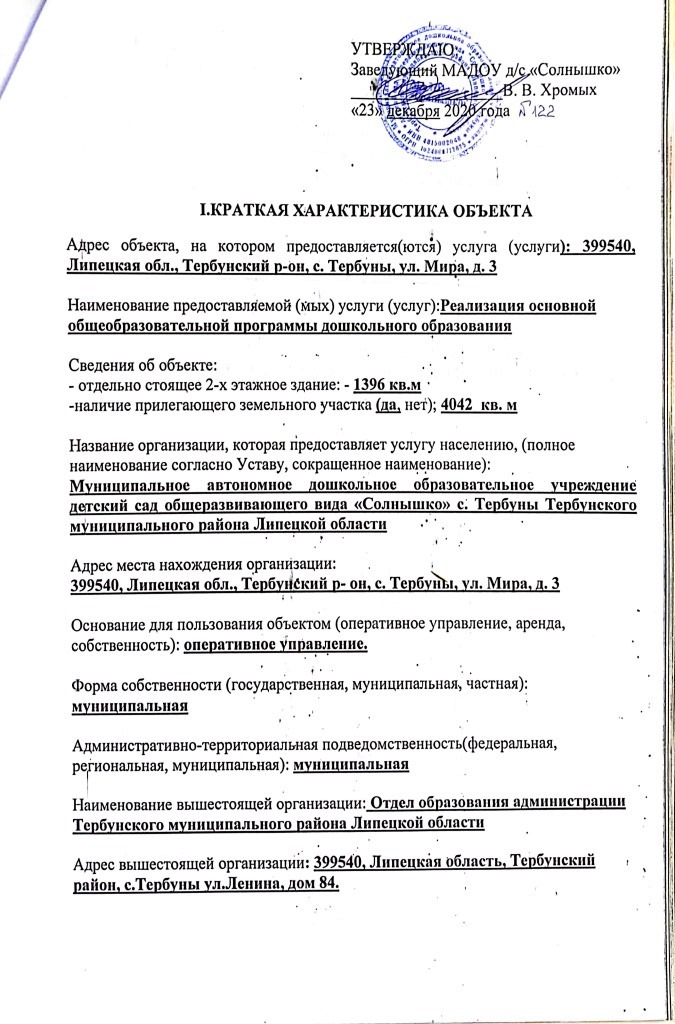 УТВЕРЖДАЮ
Заведующий МАДОУ д/с «Солнышко»
В. В. Хромых
«23» декабря 2020 года №122
I.КРАТКАЯ ХАРАКТЕРИСТИКА ОБЪЕКТА
Адрес объекта, на котором предоставляется(ются) услуга (услуги): 399540,
Липецкая обл., Тербунский р-он, с. Тербуны, ул. Мира, д. 3
Наименование предоставляемой (мых) услуги (услуг):Реализация основной
общеобразовательной программы дошкольного образования
Сведения об объекте:
- отдельно стоящее 2-х этажное здание: - 1396 кв.м
-наличие прилегающего земельного участка (да, нет); 4042 кв. м
Название организации, которая предоставляет услугу населению, (полное
наименование согласно Уставу, сокращенное наименование):
Муниципальное автономное дошкольное образовательное учреждение
детский сад общеразвивающего вида «Солнышко» с. Тербуны Тербунского
муниципального района Липецкой области
Адрес места нахождения организации:
399540, Липецкая обл., Тербунский р- он, с. Тербуны, ул. Мира, д. 3
Основание для пользования объектом (оперативное управление, аренда,
собственность): оперативное управление.
Форма собственности (государственная, муниципальная, частная):
муниципальная
Административно-территориальная подведомственность(федеральная,
региональная, муниципальная): муниципальная
Наименование вышестоящей организации: Отдел образования администрации
Тербунского муниципального района Липецкой области
Адрес вышестоящей организации: 399540, Липецкая область, Тербунский
район, с.Тербуны ул.Ленина, дом 84.